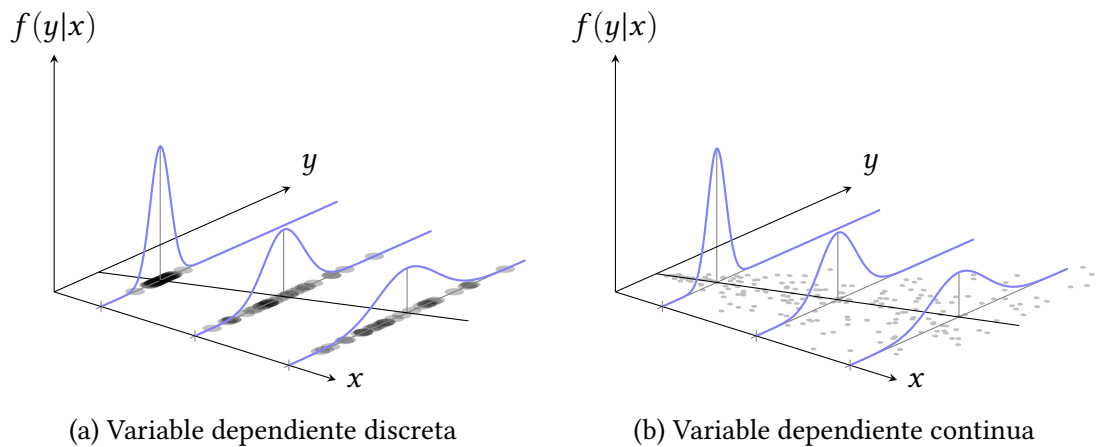 f(y|x)
y
x
(a) Variable dependiente discreta
f(y|x)
y
x
(b) Variable dependiente continua